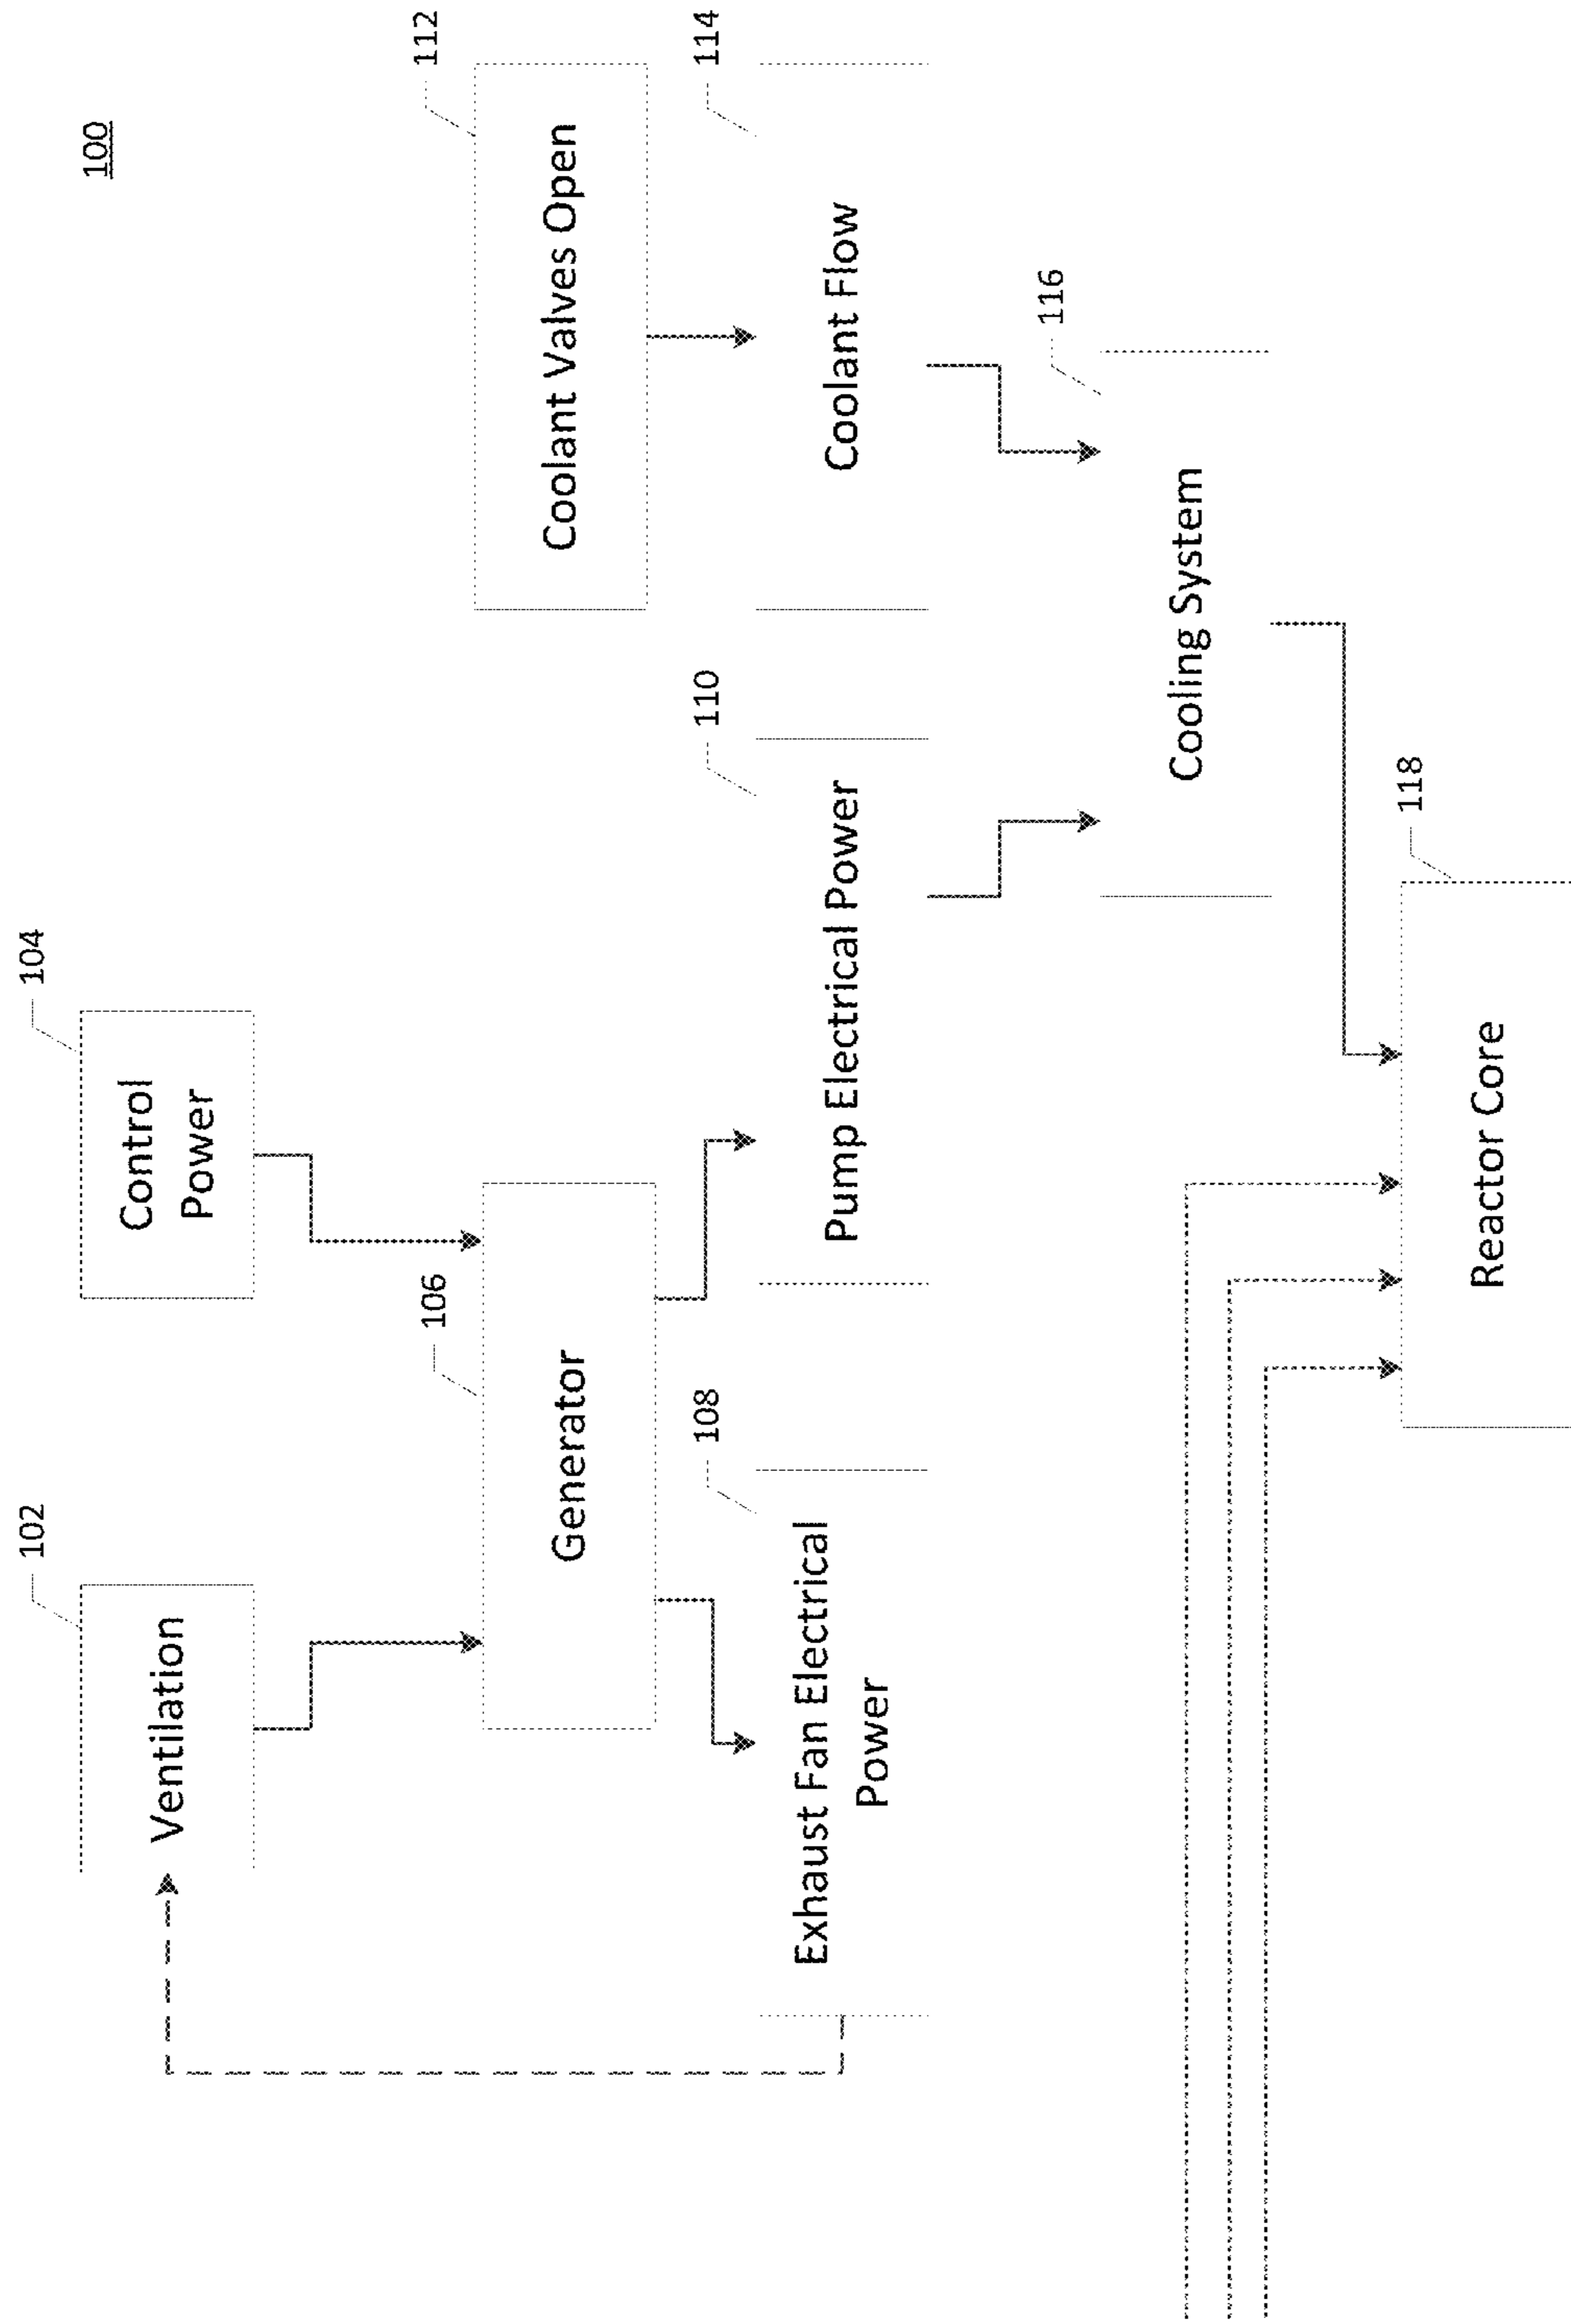 100
102
Ventilation
104
Control
Power
106
Generator
112
Coolant Valves Open
108
Exhaust Fan Electrical
Power
110
Pump Electrical Power
114
Coolant Flow
116
Cooling System
118
Reactor Core